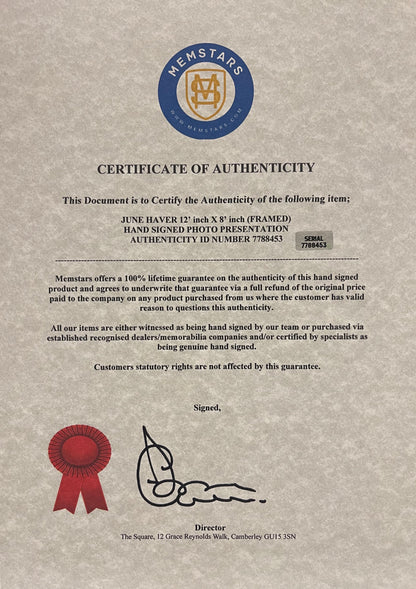 MEMSTARS
WWW.MEMSTARS.COM
CERTIFICATE OF AUTHENTICITY
This Document is to Certify the Authenticity of the following item;
JUNE HAVER 12’ inch X 8’ inch (FRAMED)
HAND SIGNED PHOTO PRESENTATION
AUTHENTICITY ID NUMBER 7788453
SERIAL
7788453
Memstars offers a 100% lifetime guarantee on the authenticity of this hand signed
product and agrees to underwrite that guarantee via a full refund of the original price
paid to the company on any product purchased from us where the customer has valid
reason to questions this authenticity.
All our items are either witnessed as being hand signed by our team or purchased via
established recognised dealers/memorabilia companies and/or certified by specialists as
being genuine hand signed.
Customers statutory rights are not affected by this guarantee.
Signed,
Director
The Square, 12 Grace Reynolds Walk, Camberley GU15 3SN